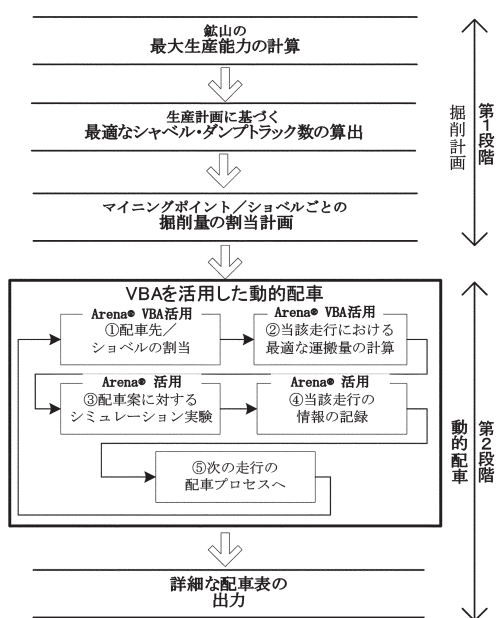 鉱山の
最大生産能力の計算
生産計画に基づく
最適なシャベル・ダンプトラック数の算出
マイニングポイント／ショベルごとの
掘削量の割当計画
第1段階
掘削計画
VBAを活用した動的配車
Arena® VBA活用
①配車先／
ショベルの割当
Arena® VBA活用
②当該走行における
最適な運搬量の計算
Arena® 活用
③配車案に対する
シミュレーション実験
Arena® 活用
④当該走行の
情報の記録
⑤次の走行の
配車プロセスへ
第2段階
動的配車
詳細な配車表の
出力